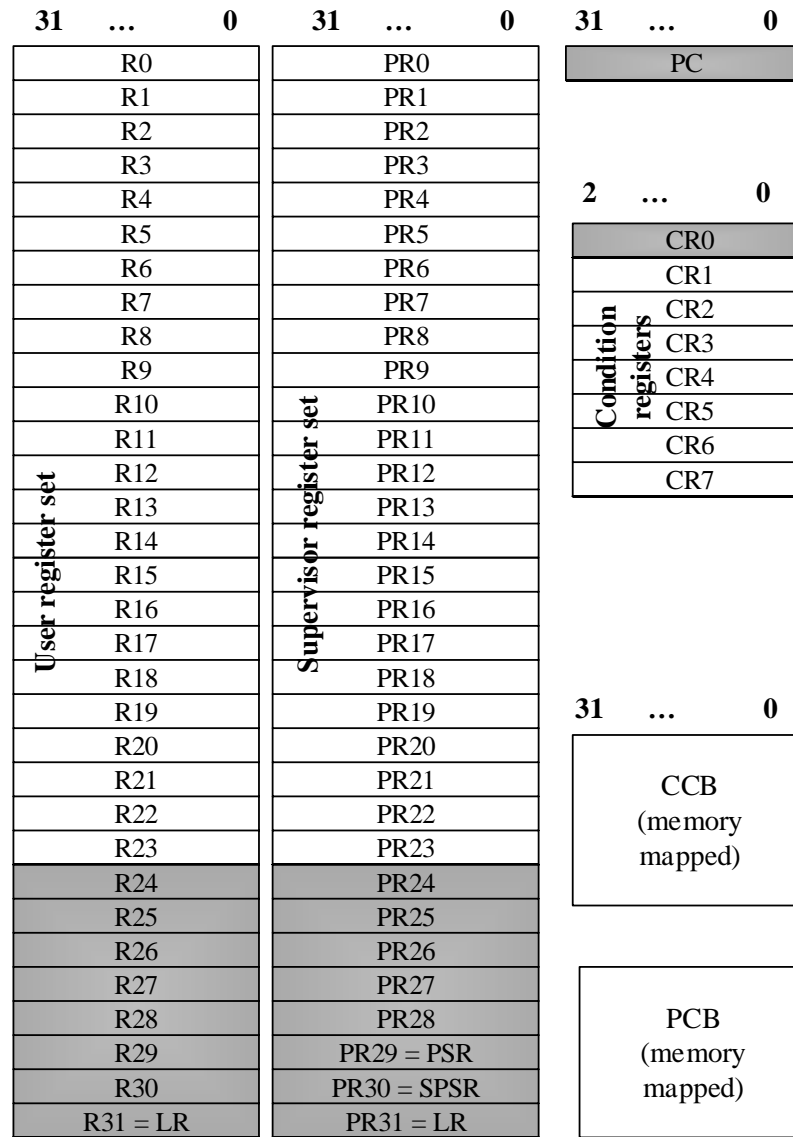 31 … 0
R0
R1
R2
R3
R4
R5
R6
R7
R8
R9
R10
R11
R12
R13
R14
R15
R16
R17
R18
R19
R20
R21
R22
R23
R24
R25
R26
R27
R28
R29
R30
R31 = LR
User register set
31 … 0
PR0
PR1
PR2
PR3
PR4
PR5
PR6
PR7
PR8
PR9
PR10
PR11
PR12
PR13
PR14
PR15
PR16
PR17
PR18
PR19
PR20
PR21
PR22
PR23
PR24
PR25
PR26
PR27
PR28
PR29 = PSR
PR30 = SPSR
PR31 = LR
Supervisor register set
31 … 0
PC
2 … 0
CR0
CR1
CR2
CR3
CR4
CR5
CR6
CR7
Condition
registers
31 … 0
CCB
(memory
mapped)
PCB
(memory
mapped)